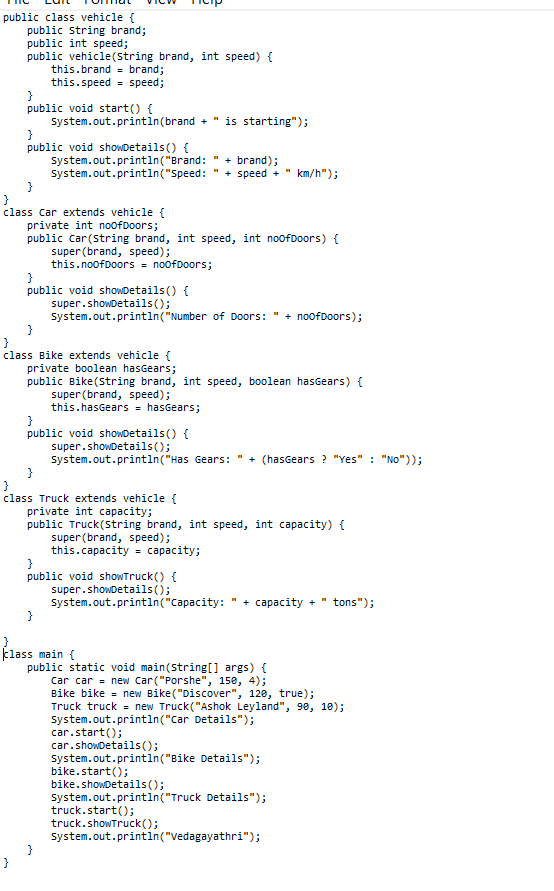 File Edit Format View Help
public class vehicle {
    public String brand;
    public int speed;
    public vehicle(String brand, int speed) {
        this.brand = brand;
        this.speed = speed;
    }
    public void start() {
        System.out.println(brand + " is starting");
    }
    public void showDetails() {
        System.out.println("Brand: " + brand);
        System.out.println("Speed: " + speed + " km/h");
    }
}
class Car extends vehicle {
    private int noOfDoors;
    public Car(String brand, int speed, int noOfDoors) {
        super(brand, speed);
        this.noOfDoors = noOfDoors;
    }
    public void showDetails() {
        super.showDetails();
        System.out.println("Number of Doors: " + noOfDoors);
    }
}
class Bike extends vehicle {
    private boolean hasGears;
    public Bike(String brand, int speed, boolean hasGears) {
        super(brand, speed);
        this.hasGears = hasGears;
    }
    public void showDetails() {
        super.showDetails();
        System.out.println("Has Gears: " + (hasGears ? "Yes" : "No"));
    }
}
class Truck extends vehicle {
    private int capacity;
    public Truck(String brand, int speed, int capacity) {
        super(brand, speed);
        this.capacity = capacity;
    }
    public void showTruck() {
        super.showDetails();
        System.out.println("Capacity: " + capacity + " tons");
    }

}
class main {
    public static void main(String[] args) {
        Car car = new Car("Porshe", 150, 4);
        Bike bike = new Bike("Discover", 120, true);
        Truck truck = new Truck("Ashok Leyland", 90, 10);
        System.out.println("Car Details");
        car.start();
        car.showDetails();
        System.out.println("Bike Details");
        bike.start();
        bike.showDetails();
        System.out.println("Truck Details");
        truck.start();
        truck.showTruck();
        System.out.println("Vedagayathri");
    }
}